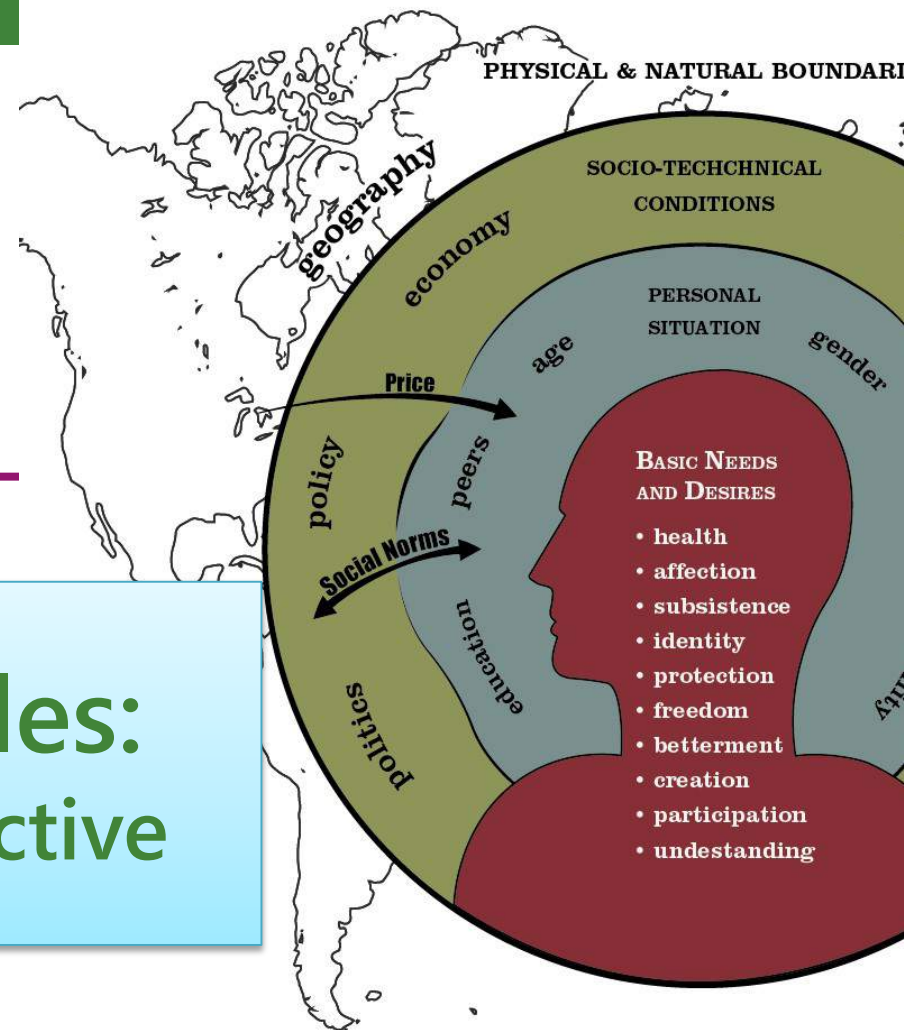 PHYSICAL & NATURAL BOUNDARI
geography
economy
SOCIO-TECHCHNICAL
CONDITIONS
PERSONAL
SITUATION
age
gender
Price
peers
policy
Social Norms
education
politics
BASIC NEEDS
AND DESIRES
• health
• affection
• subsistence
• identity
• protection
• freedom
• betterment
• creation
• participation
• undestanding
ity
les:
ctive